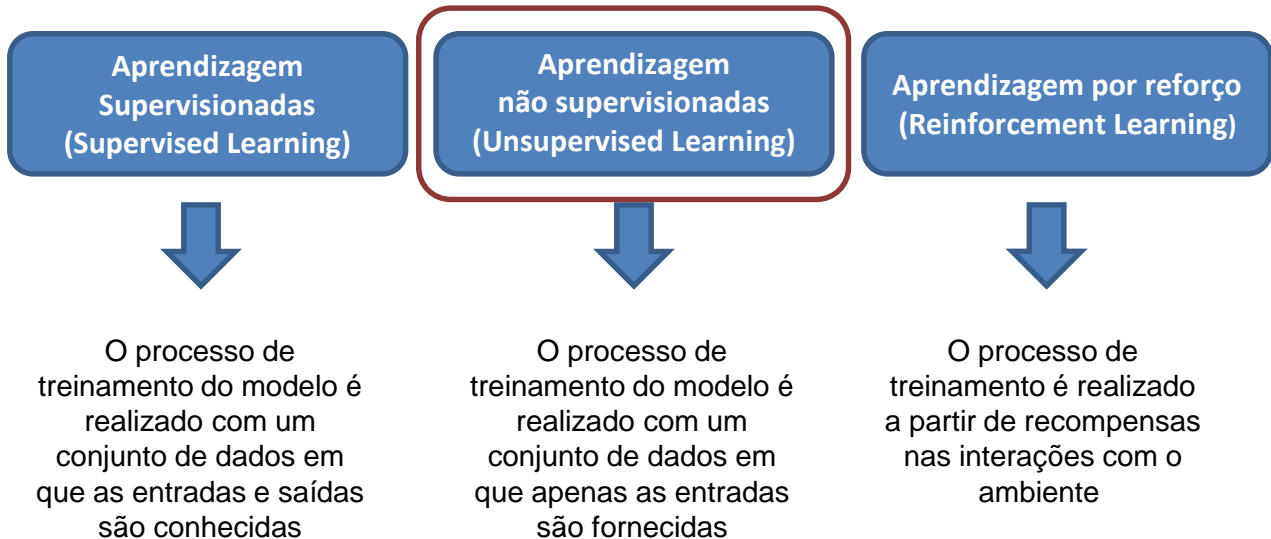 Aprendizagem
Supervisionadas
(Supervised Learning)
Aprendizagem
não supervisionadas
(Unsupervised Learning)
Aprendizagem por reforço
(Reinforcement Learning)
O processo de
treinamento do modelo é
realizado com um
conjunto de dados em
que as entradas e saídas
são conhecidas
O processo de
treinamento do modelo é
realizado com um
conjunto de dados em
que apenas as entradas
são fornecidas
O processo de
treinamento é realizado
a partir de recompensas
nas interações com o
ambiente